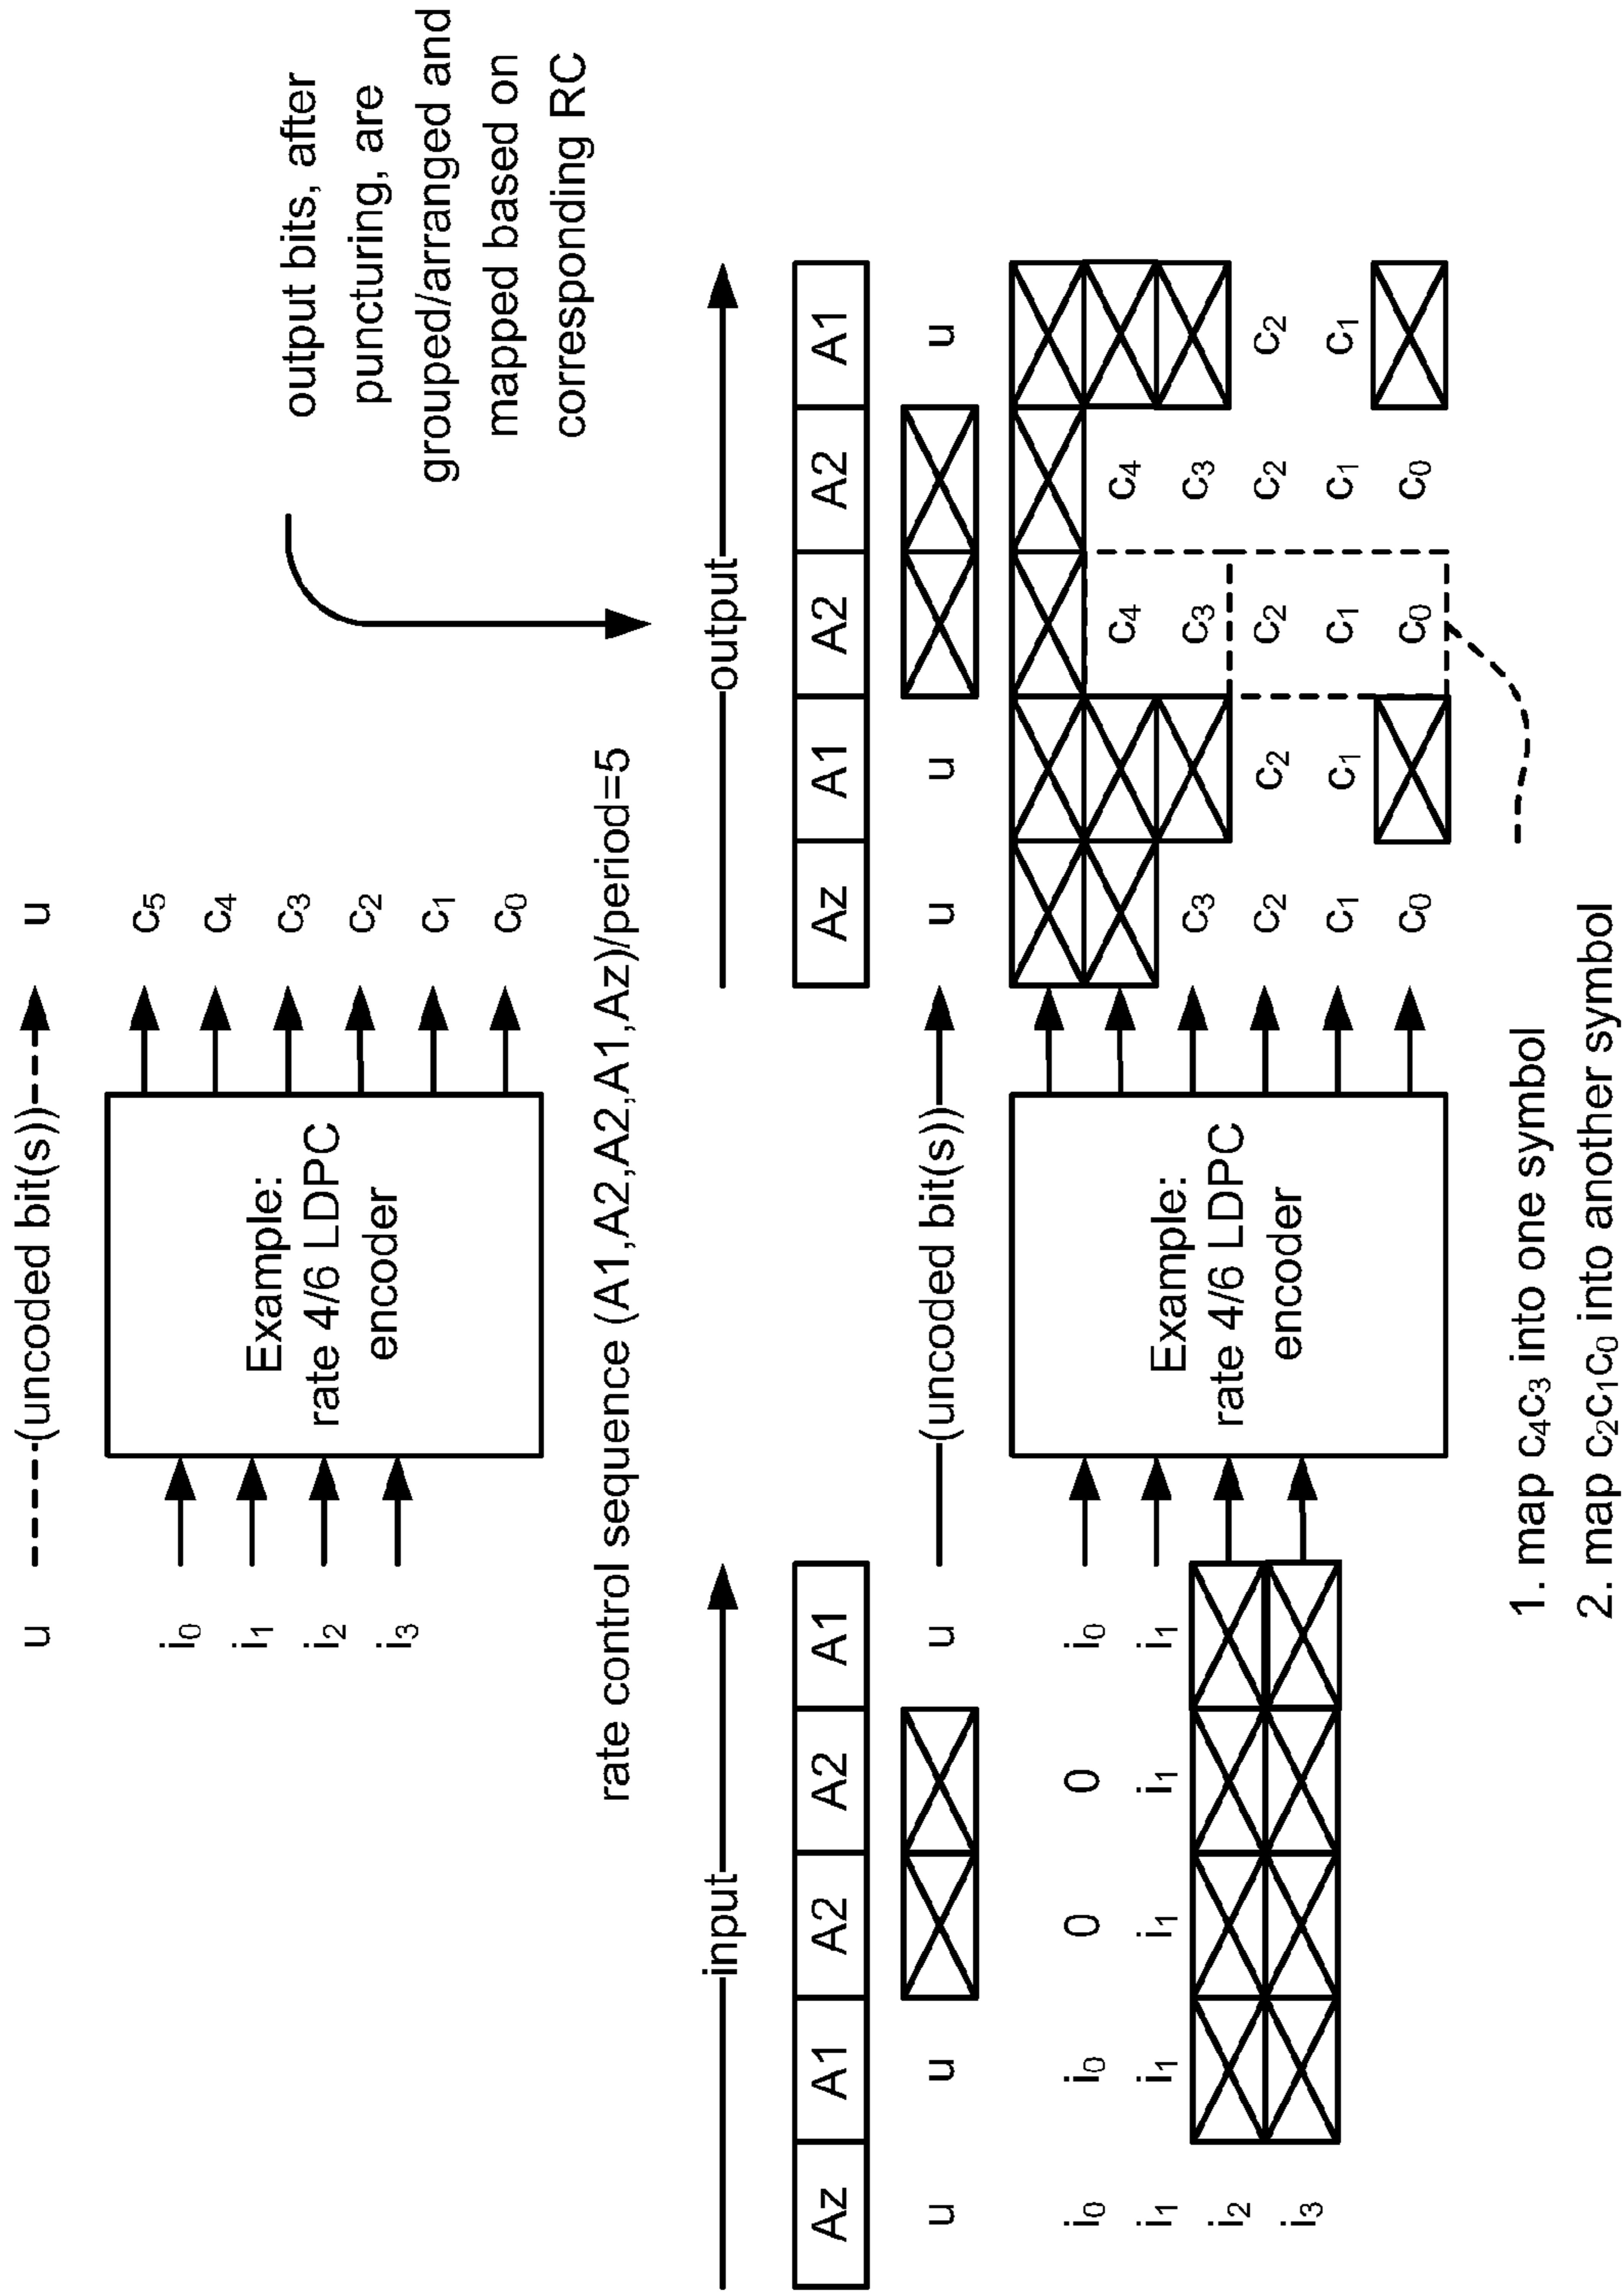 u (uncoded bit(s)) u
i₀
i₁
i₂
i₃
Example:
rate 4/6 LDPC
encoder
c₅
c₄
c₃
c₂
c₁
c₀
output bits, after
puncturing, are
grouped/arranged and
mapped based on
corresponding RC
rate control sequence (A1,A2,A2,A1,Az)/period=5
input
Az A1 A2 A2 A1
u u u
i₀ i₀ 0 0 i₀
i₁ i₁ i₁ i₁ i₁
i₂
i₃
(uncoded bit(s))
Example:
rate 4/6 LDPC
encoder
output
Az A1 A2 A2 A1
u u u
c₄ c₄
c₃ c₃ c₃
c₂ c₂ c₂ c₂ c₂
c₁ c₁ c₁ c₁ c₁
c₀ c₀ c₀
1. map c₄c₃ into one symbol
2. map c₂c₁c₀ into another symbol